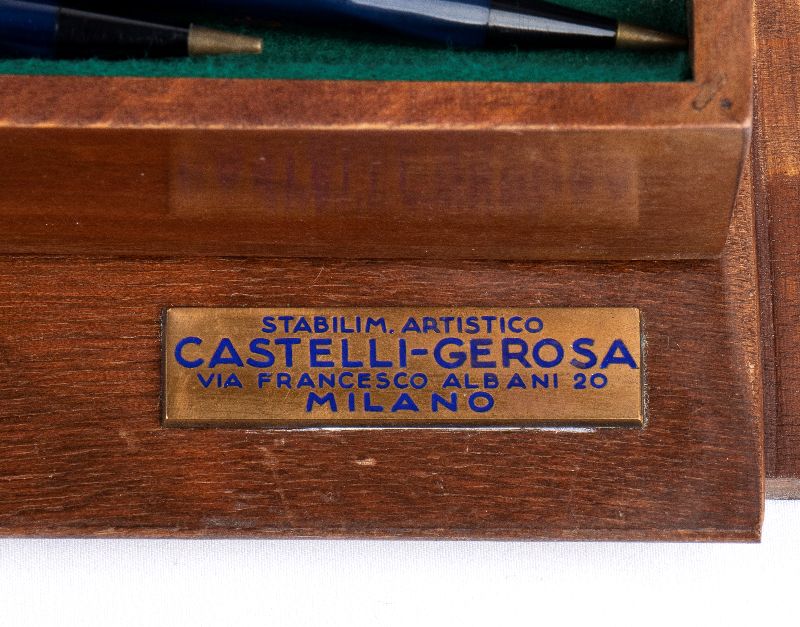 STABILIM. ARTISTICO
CASTELLI-GEROSA
VIA FRANCESCO ALBANI 20
MILANO